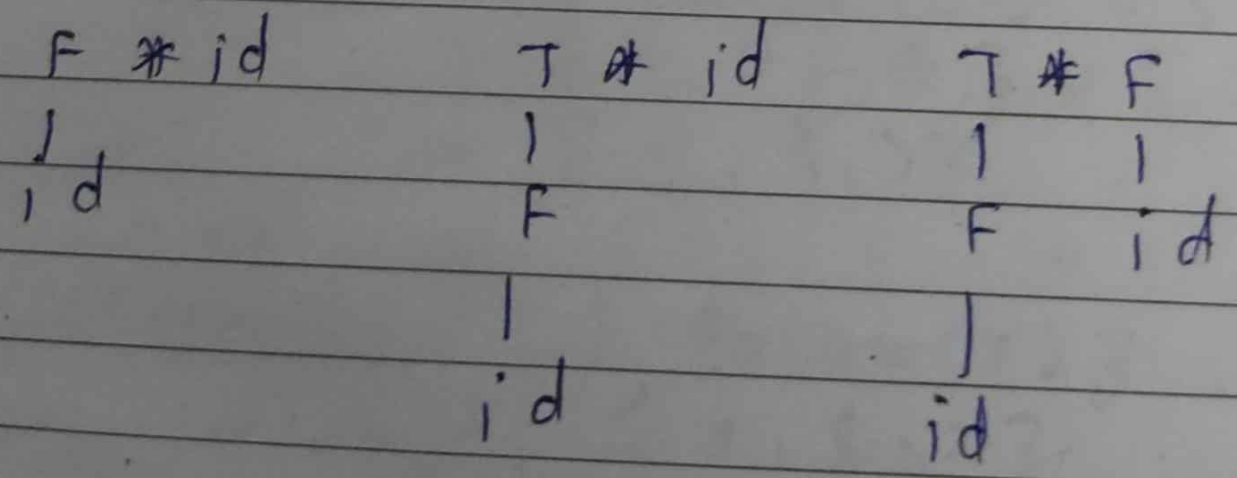 F * id T * id T * F
| | | |
id F F id
| |
id id